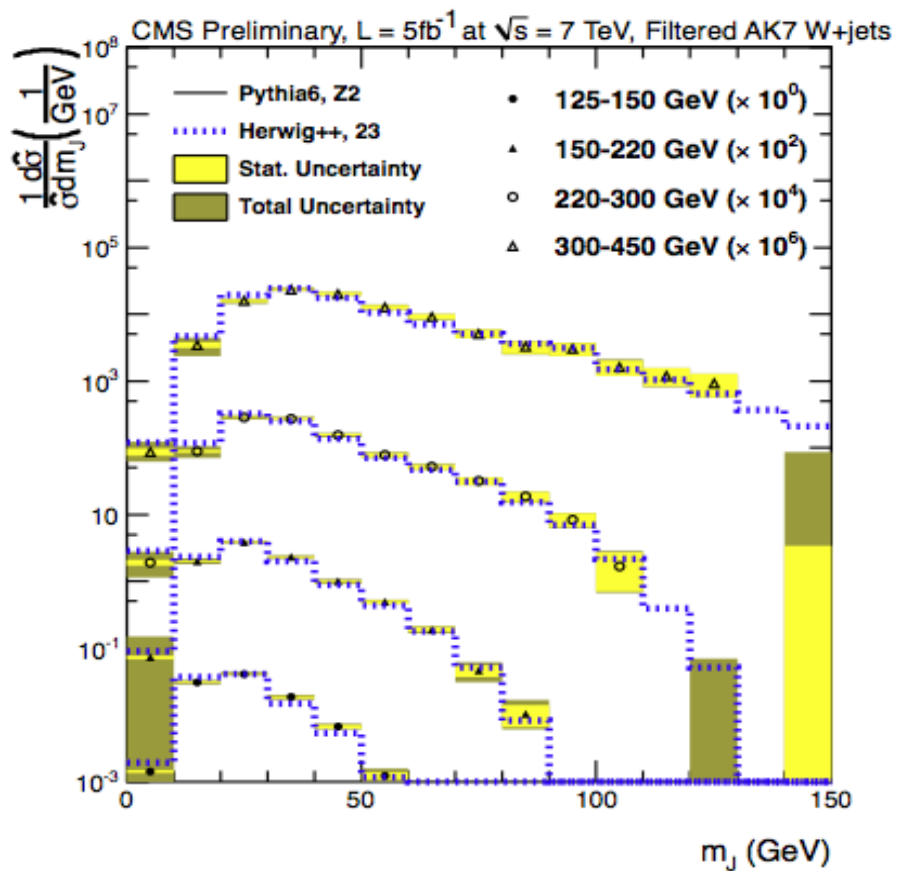 CMS Preliminary, L = 5fb⁻¹ at √s = 7 TeV, Filtered AK7 W+jets
1/σ̂ dσ̂/dm_J (1/GeV)
10⁸
10⁷
10⁵
10³
10
10⁻¹
10⁻³
Pythia6, Z2
Herwig++, 23
Stat. Uncertainty
Total Uncertainty
125-150 GeV (× 10⁰)
150-220 GeV (× 10²)
220-300 GeV (× 10⁴)
300-450 GeV (× 10⁶)
0 50 100 150
m_J (GeV)